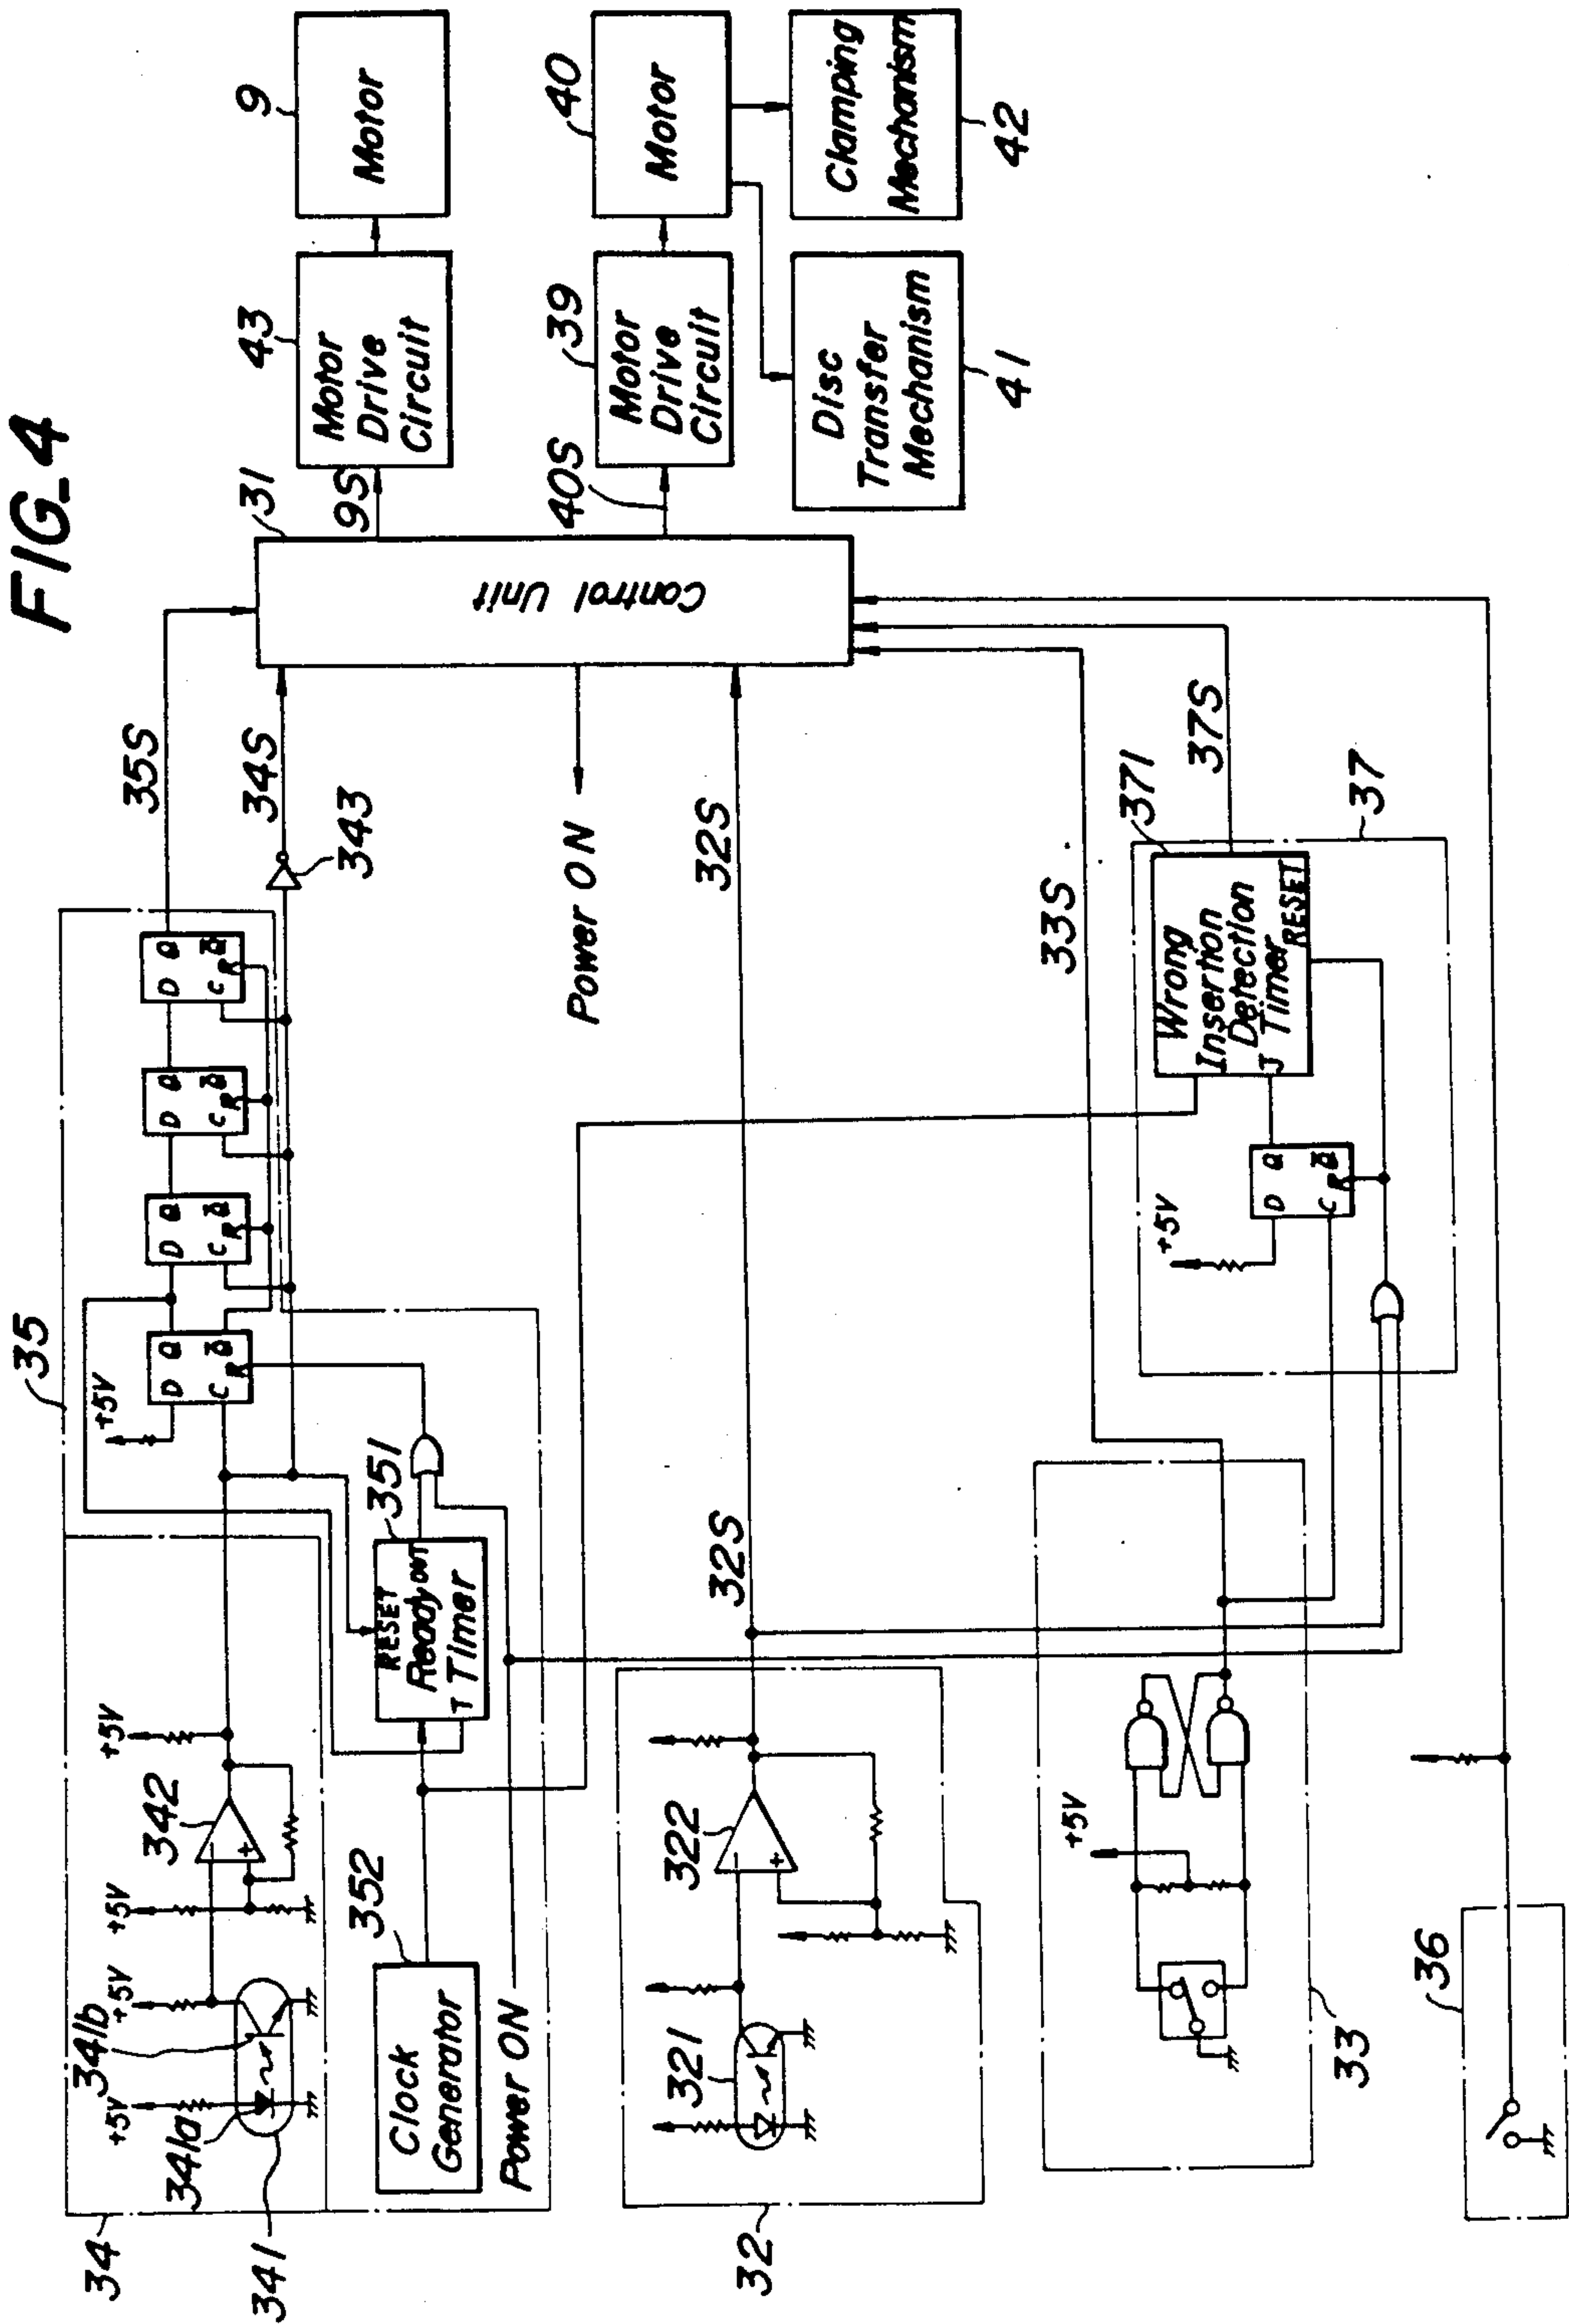 FIG_4
35
35S
34S
343
31
9S
43
Motor
Drive
Circuit
9
Motor
40S
39
Motor
Drive
Circuit
40
Motor
Disc
Transfer
Mechanism
41
Clamping
Mechanism
42
Control Unit
Power ON
34
341
341a
341b
+5V
+5V
+5V
342
+5V
+5V
D Q
C R Q̅
D Q
C R Q̅
D Q
C R Q̅
D Q
C R Q̅
352
Clock
Generator
Power ON
RESET
Ready OUT
T Timer
351
32
321
322
32S
32S
33
+5V
33S
37
371
37S
+5V
D Q
C R Q̅
Wrong
Insertion
Detection
J Timer
RESET
36